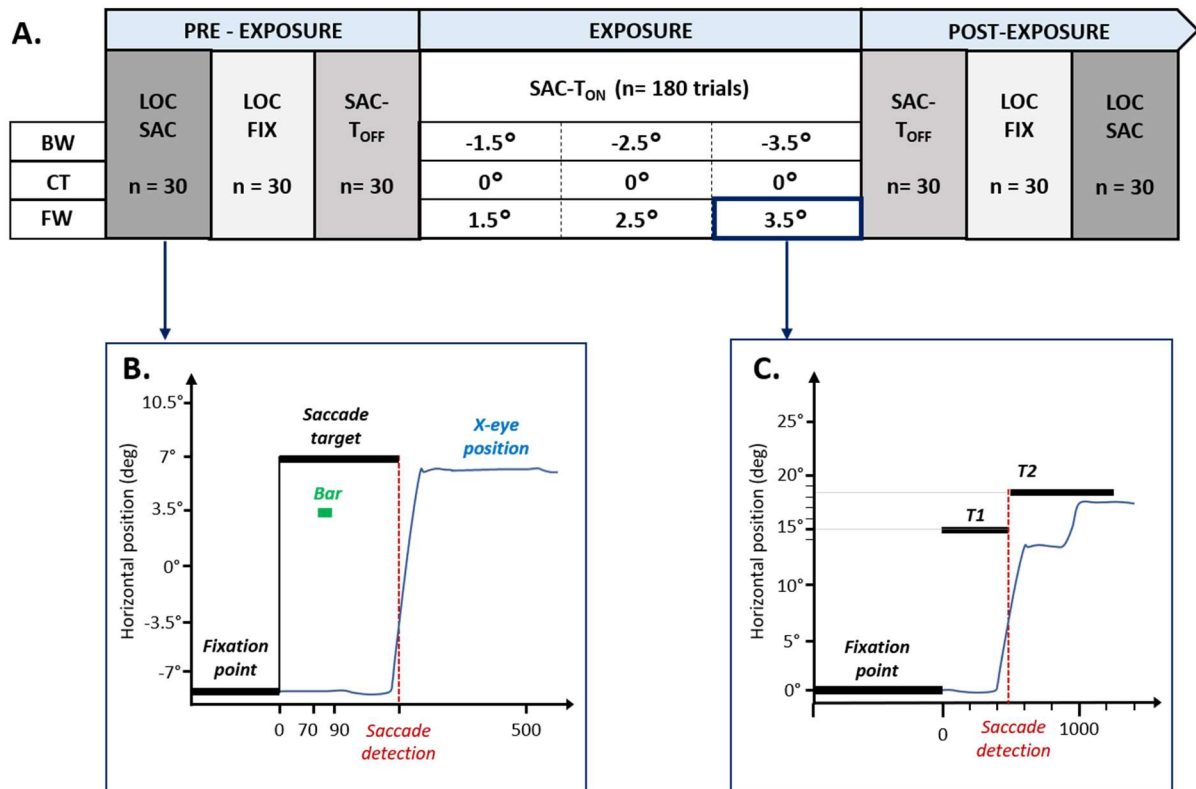 A.
PRE - EXPOSURE
EXPOSURE
POST-EXPOSURE
LOC
SAC
n = 30
LOC
FIX
n = 30
SAC-
TOFF
n= 30
SAC-TON (n= 180 trials)
SAC-
TOFF
n= 30
LOC
FIX
n = 30
LOC
SAC
n = 30
BW
-1.5° -2.5° -3.5°
CT
0° 0° 0°
FW
1.5° 2.5° 3.5°
B.
Horizontal position (deg)
10.5°
7°
3.5°
0°
-3.5°
-7°
Saccade
target
X-eye
position
Bar
Fixation
point
0 70 90 500
Saccade
detection
C.
Horizontal position (deg)
25°
20°
15°
10°
5°
0°
T2
T1
Fixation
point
0 1000
Saccade
detection